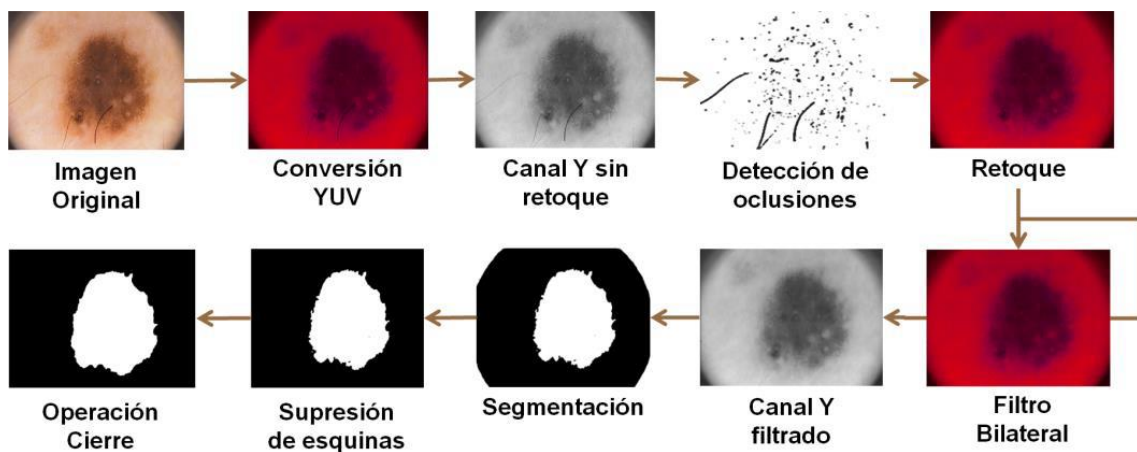 Imagen
Original
Conversión
YUV
Canal Y sin
retoque
Detección de
oclusiones
Retoque
Operación
Cierre
Supresión
de esquinas
Segmentación
Canal Y
filtrado
Filtro
Bilateral